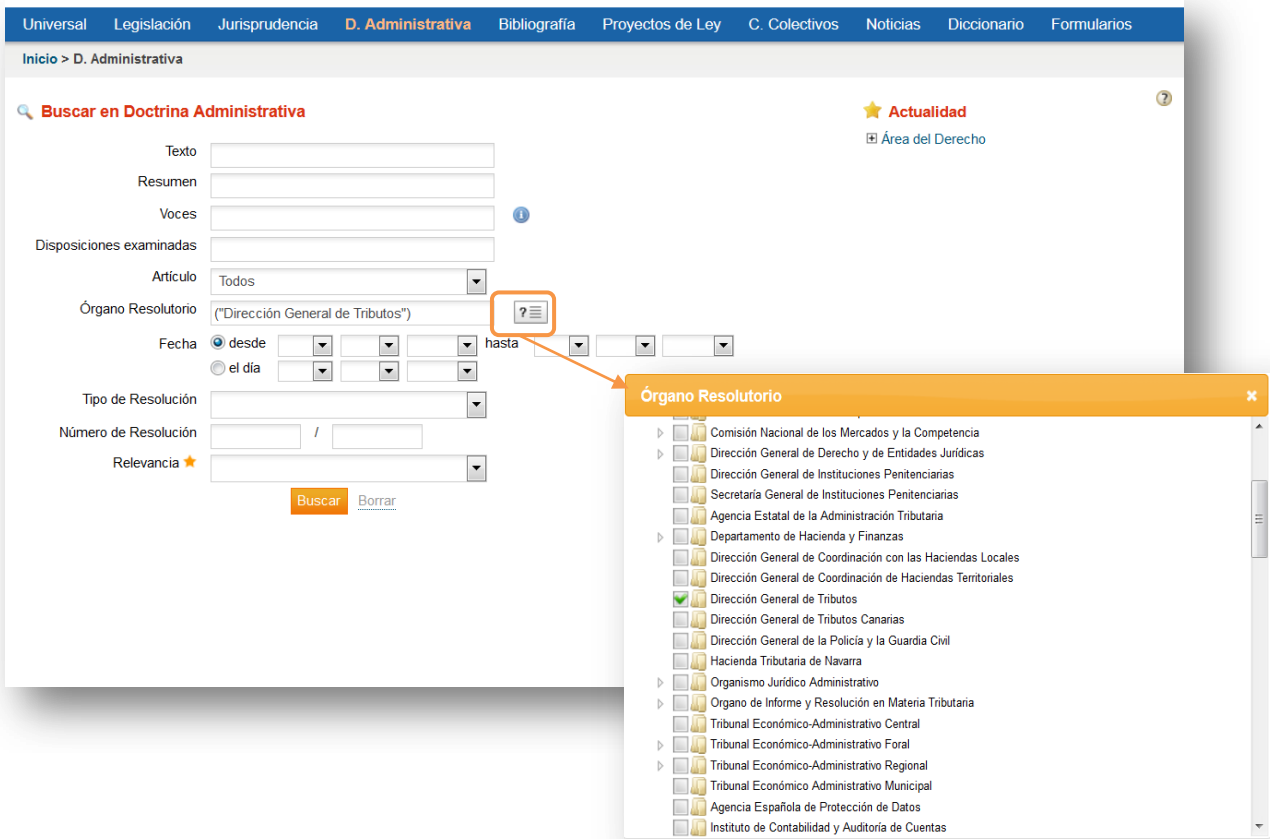 Universal Legislación Jurisprudencia D. Administrativa Bibliografía Proyectos de Ley C. Colectivos Noticias Diccionario Formularios
Inicio > D. Administrativa
Buscar en Doctrina Administrativa
Texto
Resumen
Voces
Disposiciones examinadas
Artículo Todos
Órgano Resolutorio ("Dirección General de Tributos") ?
Fecha desde hasta
el día
Tipo de Resolución
Número de Resolución /
Relevancia
Buscar Borrar
Actualidad
Área del Derecho
?
Órgano Resolutorio x
Comisión Nacional de los Mercados y la Competencia
Dirección General de Derecho y de Entidades Jurídicas
Dirección General de Instituciones Penitenciarias
Secretaría General de Instituciones Penitenciarias
Agencia Estatal de la Administración Tributaria
Departamento de Hacienda y Finanzas
Dirección General de Coordinación con las Haciendas Locales
Dirección General de Coordinación de Haciendas Territoriales
Dirección General de Tributos
Dirección General de Tributos Canarias
Dirección General de la Policía y la Guardia Civil
Hacienda Tributaria de Navarra
Organismo Jurídico Administrativo
Organo de Informe y Resolución en Materia Tributaria
Tribunal Económico-Administrativo Central
Tribunal Económico-Administrativo Foral
Tribunal Económico-Administrativo Regional
Tribunal Económico Administrativo Municipal
Agencia Española de Protección de Datos
Instituto de Contabilidad y Auditoría de Cuentas